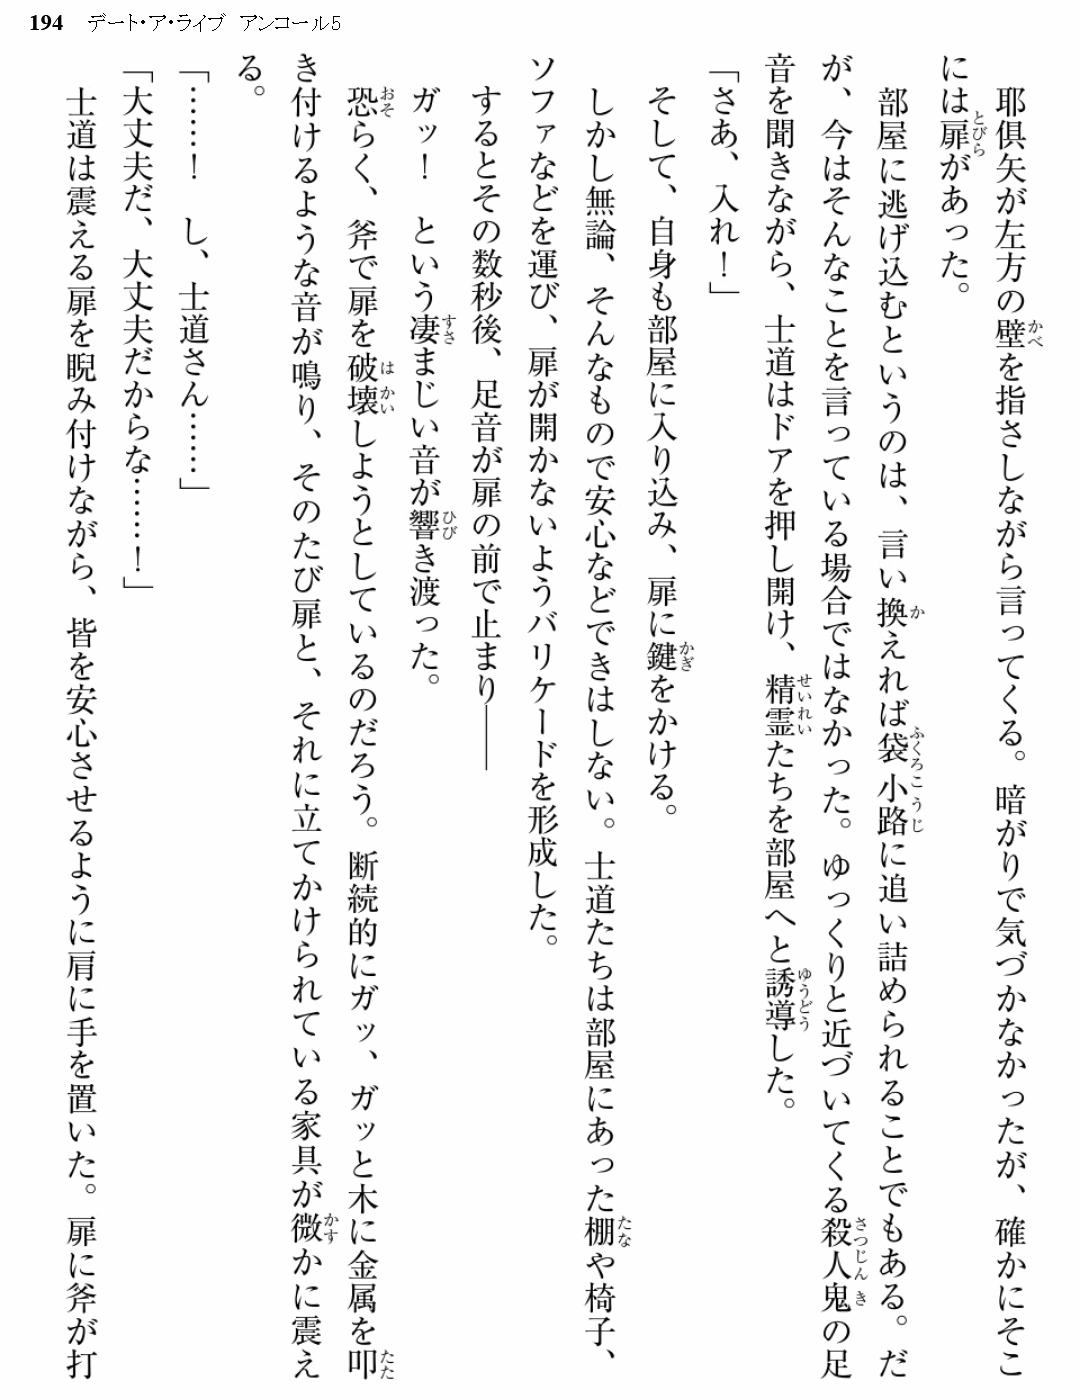 194 デート・ア・ライブ アンコール5
耶倶矢が左方の壁を指さしながら言ってくる。暗がりで気づかなかったが、確かにそこ
には扉があった。
部屋に逃げ込むというのは、言い換えれば袋小路に追い詰められることでもある。だ
が、今はそんなことを言っている場合ではなかった。ゆっくりと近づいてくる殺人鬼の足
音を聞きながら、士道はドアを押し開け、精霊たちを部屋へと誘導した。
「さあ、入れ!」
そして、自身も部屋に入り込み、扉に鍵をかける。
しかし無論、そんなもので安心などできはしない。士道たちは部屋にあった棚や椅子、
ソファなどを運び、扉が開かないようバリケードを形成した。
するとその数秒後、足音が扉の前で止まり――
ガッ! という凄まじい音が響き渡った。
恐らく、斧で扉を破壊しようとしているのだろう。断続的にガッ、ガッと木に金属を叩
き付けるような音が鳴り、そのたび扉と、それに立てかけられている家具が微かに震え
る。
「……! し、士道さん……」
「大丈夫だ、大丈夫だからな……!」
士道は震える扉を睨み付けながら、皆を安心させるように肩に手を置いた。扉に斧が打